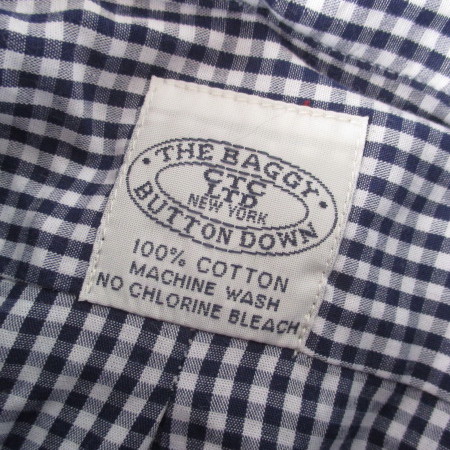 • THE BAGGY •
CTC
LTD
NEW YORK
BUTTON DOWN
100% COTTON
MACHINE WASH
NO CHLORINE BLEACH